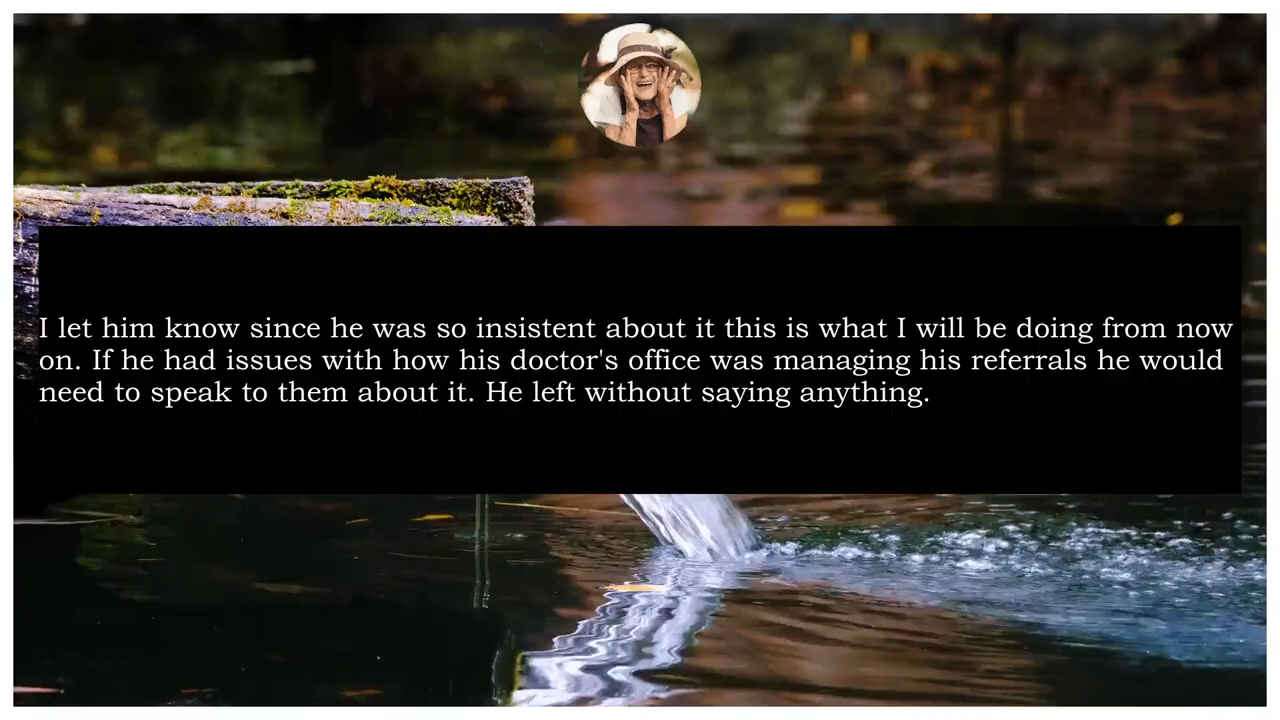 I let him know since he was so insistent about it this is what I will be doing from now
on. If he had issues with how his doctor's office was managing his referrals he would
need to speak to them about it. He left without saying anything.